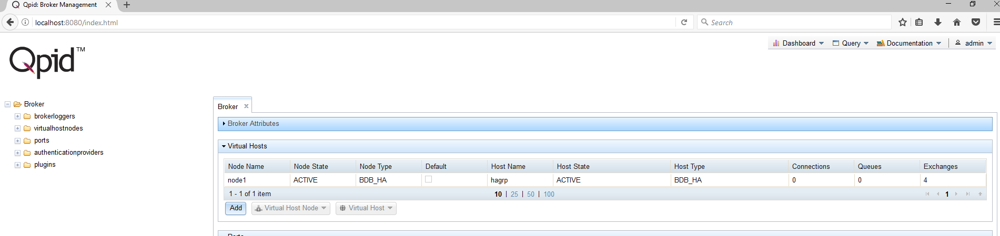 Qpid: Broker Management
localhost:8080/index.html
Search
Dashboard Query Documentation admin
Qpid™
Broker
brokerloggers
virtualhostnodes
ports
authenticationproviders
plugins
Broker x
Broker Attributes
Virtual Hosts
Node Name Node State Node Type Default Host Name Host State Host Type Connections Queues Exchanges
node1 ACTIVE BDB_HA hagrp ACTIVE BDB_HA 0 0 4
1 - 1 of 1 item 10 | 25 | 50 | 100 1
Add Virtual Host Node Virtual Host